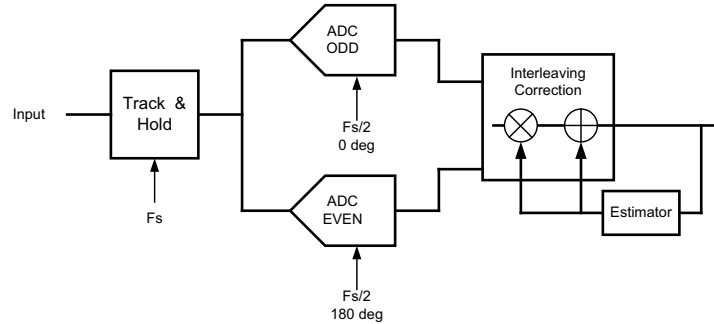 Input
Track & 
Hold
Fs
ADC
ODD
Fs/2
0 deg
ADC
EVEN
Fs/2
180 deg
Interleaving
Correction
Estimator